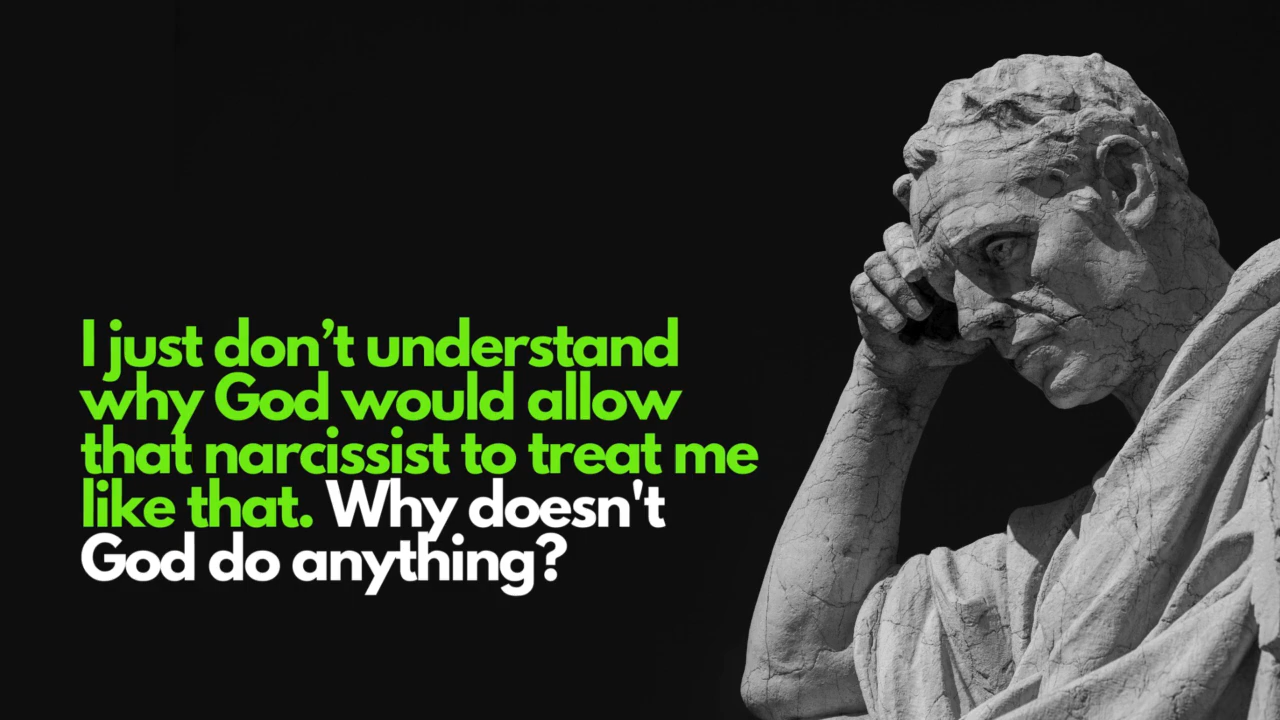 I just don’t understand
why God would allow
that narcissist to treat me
like that. Why doesn't
God do anything?